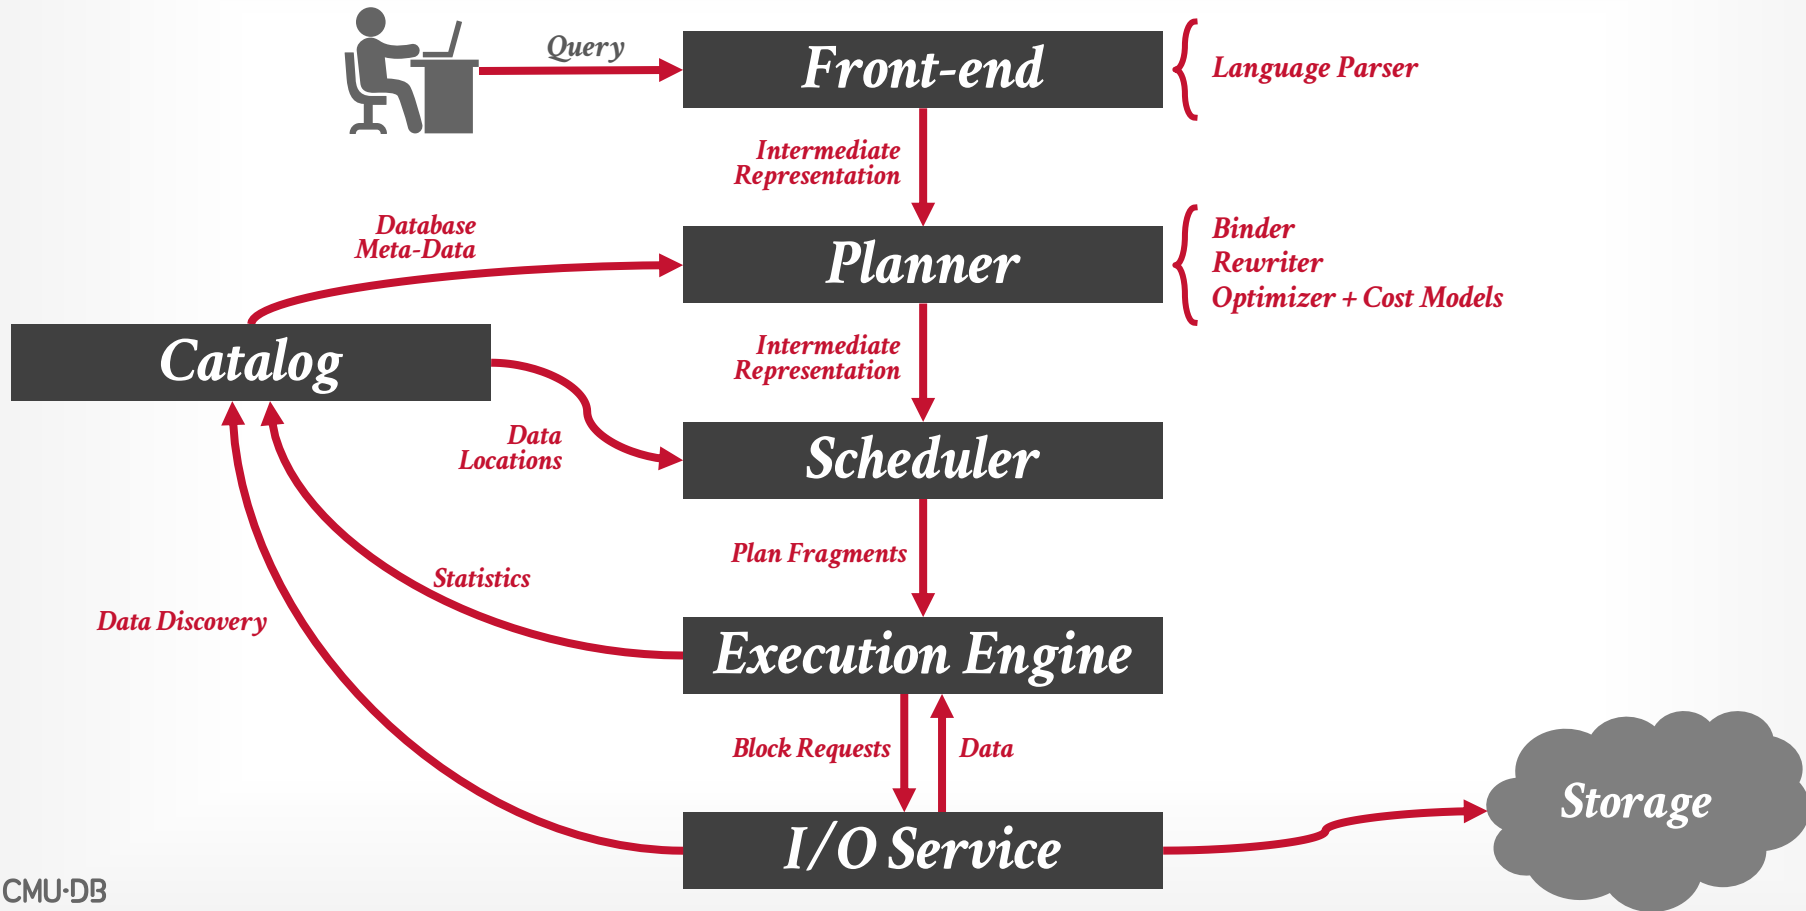 Query
Front-end
Language Parser
Intermediate
Representation
Database
Meta-Data
Planner
Binder
Rewriter
Optimizer + Cost Models
Catalog
Intermediate
Representation
Data
Locations
Scheduler
Plan Fragments
Statistics
Data Discovery
Execution Engine
Block Requests
Data
I/O Service
Storage
CMU·DB